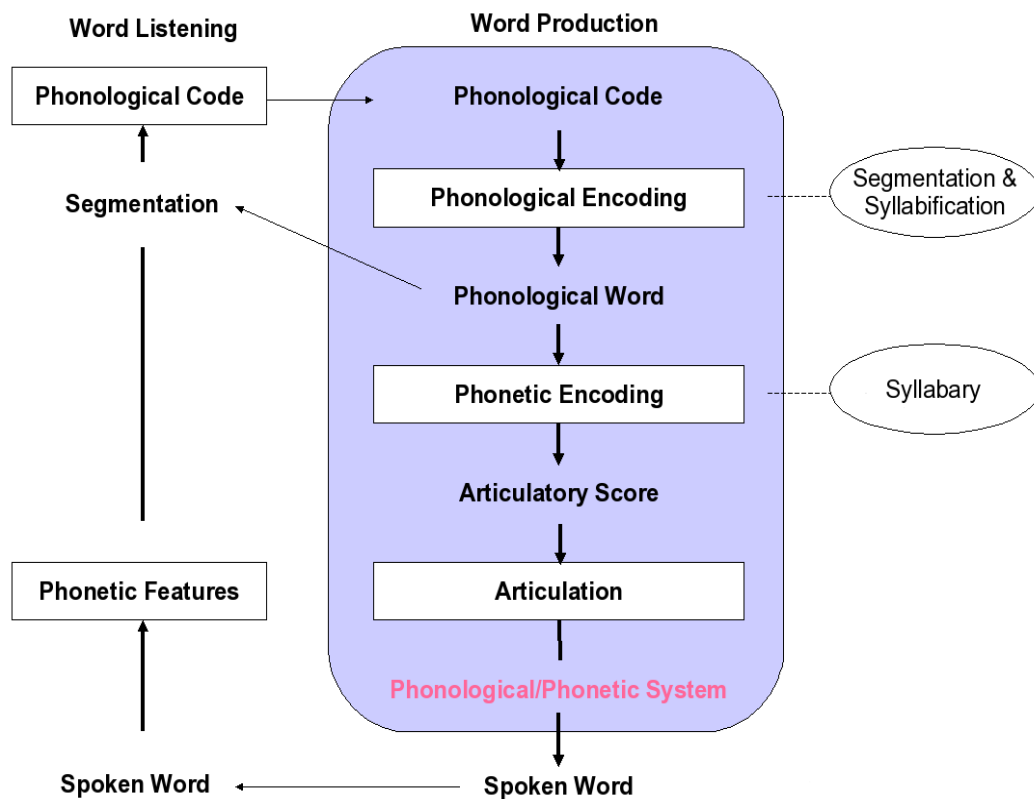 Word Listening
Word Production
Phonological Code
Phonological Code
Phonological Encoding
Segmentation &
Syllabification
Segmentation
Phonological Word
Phonetic Encoding
Syllabary
Articulatory Score
Phonetic Features
Articulation
Phonological/Phonetic System
Spoken Word
Spoken Word